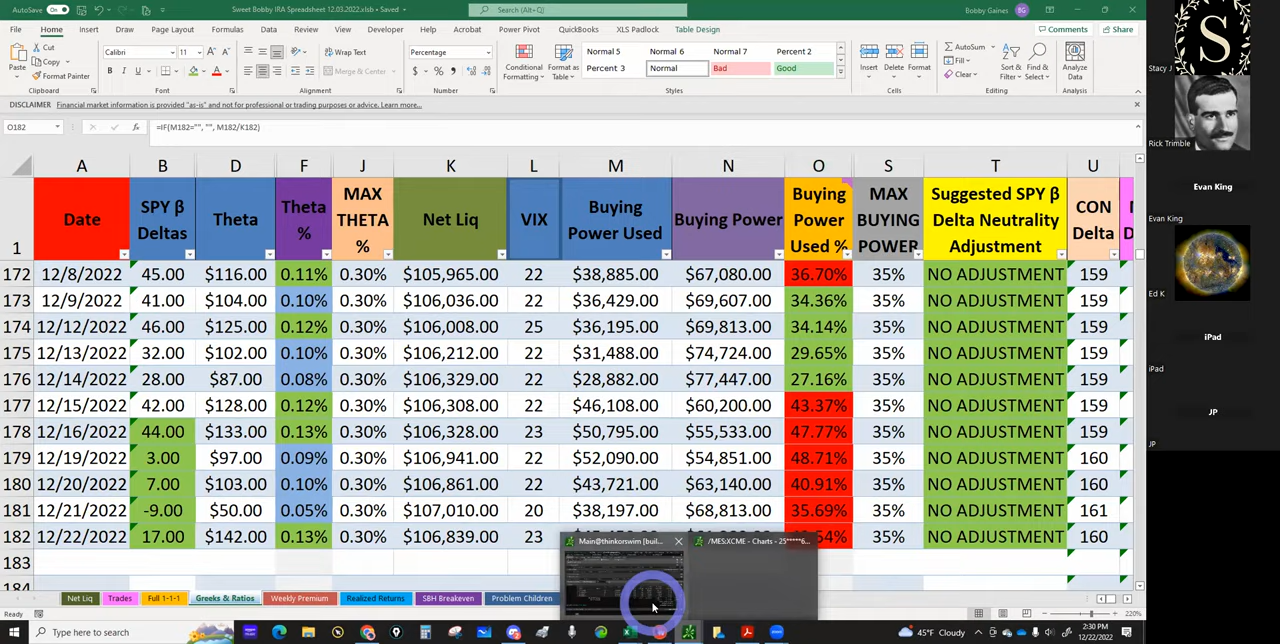 AutoSave On Sweet Bobby IRA Spreadsheet 12.03.2022.xlsb • Saved Search (Alt+Q) Bobby Gaines BG
File Home Insert Draw Page Layout Formulas Data Review View Developer Help Acrobat Power Pivot QuickBooks XLS Padlock Table Design Comments Share
Paste Cut Copy Format Painter
Calibri 11 Wrap Text Merge & Center Percentage
Conditional Formatting Format as Table
Normal 5 Normal 6 Normal 7 Percent 2
Percent 3 Normal Bad Good
Insert Delete Format
AutoSum Fill Clear
Sort & Filter Find & Select Analyze Data
Clipboard Font Alignment Number Styles Cells Editing Analysis
DISCLAIMER Financial market information is provided "as-is" and not for professional or trading purposes or advice. Learn more...
O182 fx =IF(M182="", "", M182/K182)
A B D F J K L M N O S T U
1 Date SPY β Deltas Theta Theta % MAX THETA % Net Liq VIX Buying Power Used Buying Power Buying Power Used % MAX BUYING POWER Suggested SPY β Delta Neutrality Adjustment CON Delta
172 12/8/2022 45.00 $116.00 0.11% 0.30% $105,965.00 22 $38,885.00 $67,080.00 36.70% 35% NO ADJUSTMENT 159
173 12/9/2022 41.00 $104.00 0.10% 0.30% $106,036.00 22 $36,429.00 $69,607.00 34.36% 35% NO ADJUSTMENT 159
174 12/12/2022 46.00 $125.00 0.12% 0.30% $106,008.00 25 $36,195.00 $69,813.00 34.14% 35% NO ADJUSTMENT 159
175 12/13/2022 32.00 $102.00 0.10% 0.30% $106,212.00 22 $31,488.00 $74,724.00 29.65% 35% NO ADJUSTMENT 159
176 12/14/2022 28.00 $87.00 0.08% 0.30% $106,329.00 22 $28,882.00 $77,447.00 27.16% 35% NO ADJUSTMENT 159
177 12/15/2022 42.00 $128.00 0.12% 0.30% $106,308.00 22 $46,108.00 $60,200.00 43.37% 35% NO ADJUSTMENT 159
178 12/16/2022 44.00 $133.00 0.13% 0.30% $106,328.00 23 $50,795.00 $55,533.00 47.77% 35% NO ADJUSTMENT 159
179 12/19/2022 3.00 $97.00 0.09% 0.30% $106,941.00 22 $52,090.00 $54,851.00 48.71% 35% NO ADJUSTMENT 160
180 12/20/2022 7.00 $103.00 0.10% 0.30% $106,861.00 22 $43,721.00 $63,140.00 40.91% 35% NO ADJUSTMENT 160
181 12/21/2022 -9.00 $50.00 0.05% 0.30% $107,010.00 20 $38,197.00 $68,813.00 35.69% 35% NO ADJUSTMENT 161
182 12/22/2022 17.00 $142.00 0.13% 0.30% $106,839.00 23 35% NO ADJUSTMENT 160
183
184
Main@thinkorswim [buil... /MES:XCME - Charts - 25*****6...
Net Liq Trades Full 1-1-1 Greeks & Ratios Weekly Premium Realized Returns SBH Breakeven Problem Children
Ready 220%
Type here to search 45°F Cloudy 2:30 PM
12/22/2022
S
Stacy J
Rick Trimble
Evan King
Evan King
Ed K
iPad
iPad
JP
JP